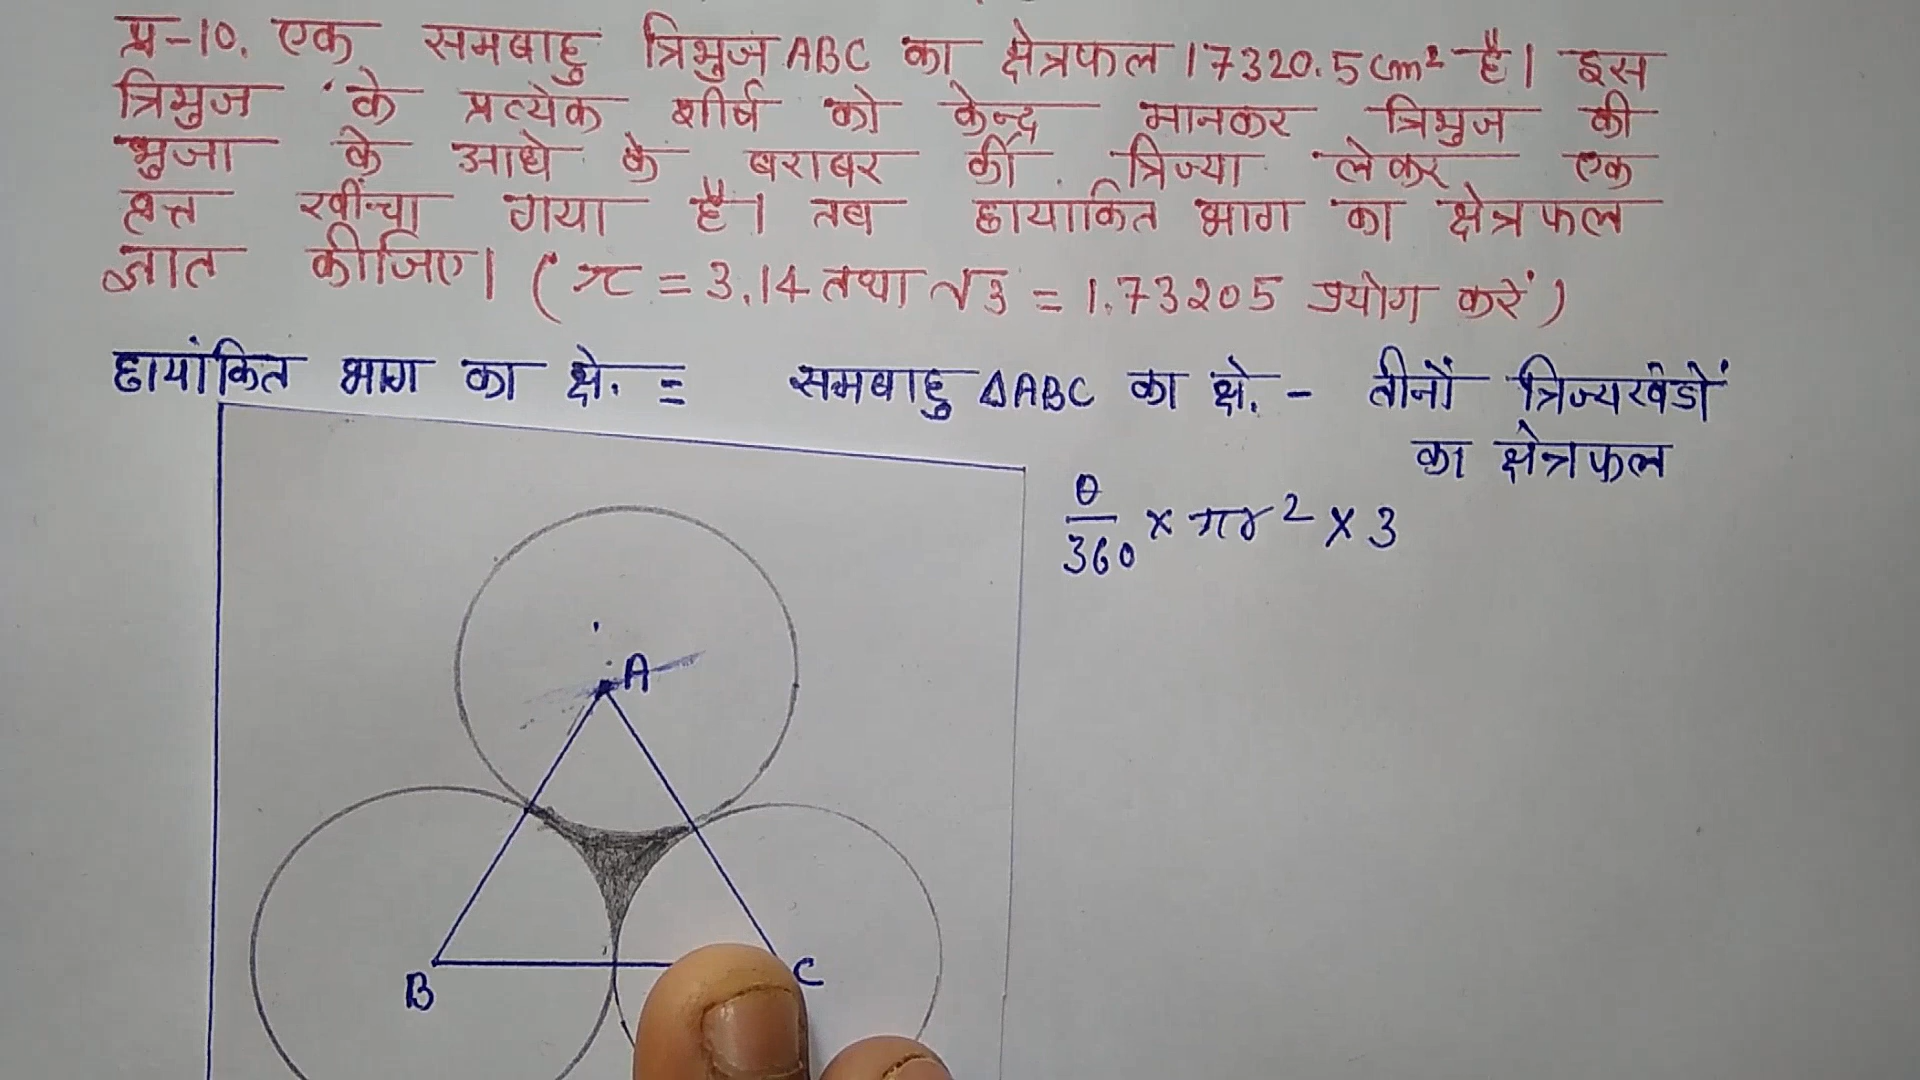 प्र-10. एक समबाहु त्रिभुज ABC का क्षेत्रफल 17320.5 cm² है। इस
त्रिभुज के प्रत्येक शीर्ष को केन्द्र मानकर त्रिभुज की
भुजा के आधे के बराबर की त्रिज्या लेकर एक
वृत्त खींचा गया है। तब छायांकित भाग का क्षेत्रफल
ज्ञात कीजिए। (π = 3.14 तथा √3 = 1.73205 प्रयोग करें)
छायांकित भाग का क्षे. = समबाहु ΔABC का क्षे. - तीनों त्रिज्यखंडों
का क्षेत्रफल
θ/360 × πr² × 3
A
B
C